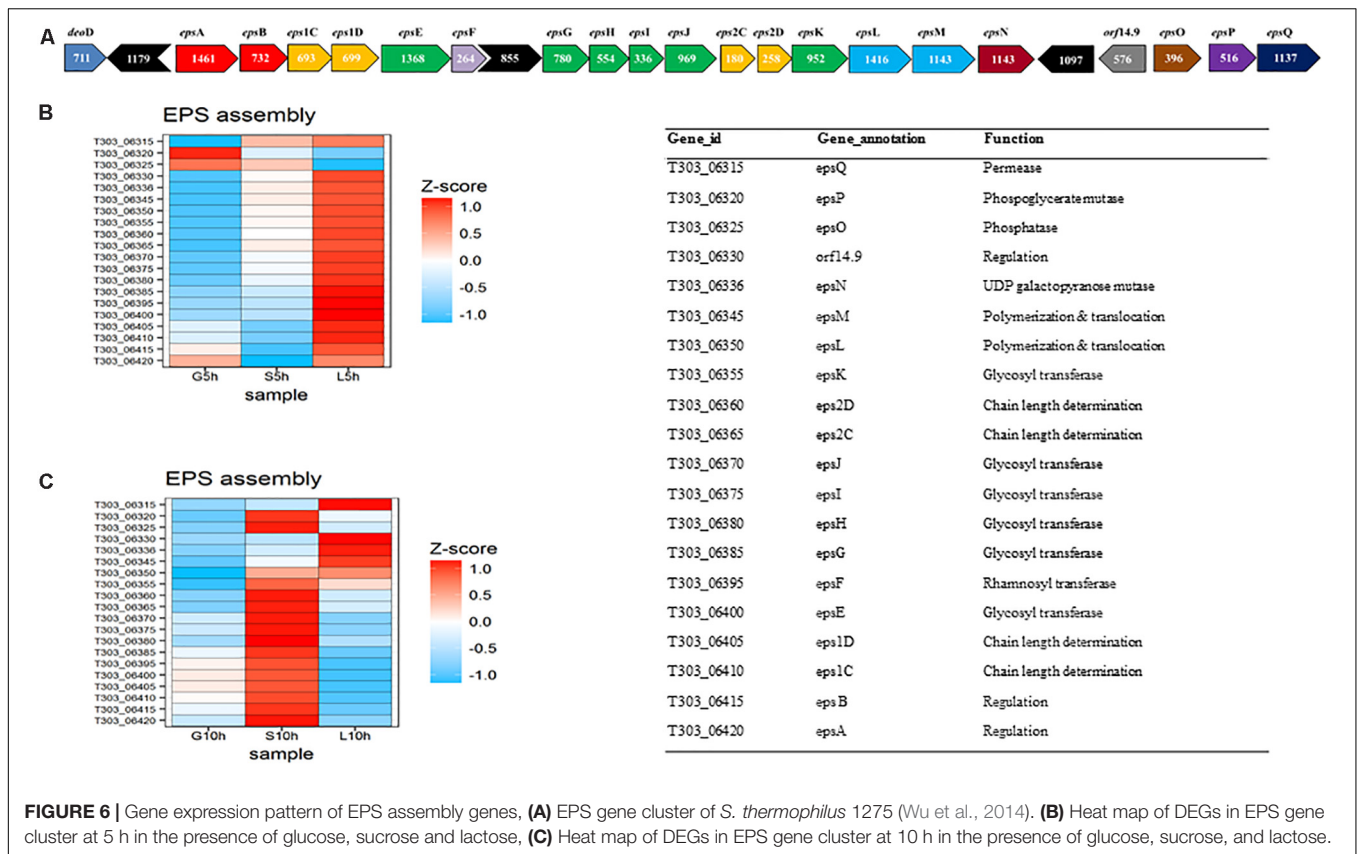 A
deoD epsA epsB eps1C eps1D epsE epsF epsG epsH epsI epsJ eps2C eps2D epsK epsL epsM epsN orf14.9 epsO epsP epsQ
711 1179 1461 732 693 699 1368 264 855 780 554 336 969 180 258 952 1416 1143 1143 1097 576 396 516 1137
B
EPS assembly
T303_06315
T303_06320
T303_06325
T303_06330
T303_06336
T303_06345
T303_06350
T303_06355
T303_06360
T303_06365
T303_06370
T303_06375
T303_06380
T303_06385
T303_06395
T303_06400
T303_06405
T303_06410
T303_06415
T303_06420
G5h S5h L5h
sample
Z-score
1.0
0.5
0.0
-0.5
-1.0
C
EPS assembly
T303_06315
T303_06320
T303_06325
T303_06330
T303_06336
T303_06345
T303_06350
T303_06355
T303_06360
T303_06365
T303_06370
T303_06375
T303_06380
T303_06385
T303_06395
T303_06400
T303_06405
T303_06410
T303_06415
T303_06420
G10h S10h L10h
sample
Z-score
1.0
0.5
0.0
-0.5
-1.0
Gene_id Gene_annotation Function
T303_06315 epsQ Permease
T303_06320 epsP Phospoglycerate mutase
T303_06325 epsO Phosphatase
T303_06330 orf14.9 Regulation
T303_06336 epsN UDP galactopyranose mutase
T303_06345 epsM Polymerization & translocation
T303_06350 epsL Polymerization & translocation
T303_06355 epsK Glycosyl transferase
T303_06360 eps2D Chain length determination
T303_06365 eps2C Chain length determination
T303_06370 epsJ Glycosyl transferase
T303_06375 epsI Glycosyl transferase
T303_06380 epsH Glycosyl transferase
T303_06385 epsG Glycosyl transferase
T303_06395 epsF Rhamnosyl transferase
T303_06400 epsE Glycosyl transferase
T303_06405 eps1D Chain length determination
T303_06410 eps1C Chain length determination
T303_06415 epsB Regulation
T303_06420 epsA Regulation
FIGURE 6 | Gene expression pattern of EPS assembly genes, (A) EPS gene cluster of S. thermophilus 1275 (Wu et al., 2014). (B) Heat map of DEGs in EPS gene
cluster at 5 h in the presence of glucose, sucrose and lactose, (C) Heat map of DEGs in EPS gene cluster at 10 h in the presence of glucose, sucrose, and lactose.